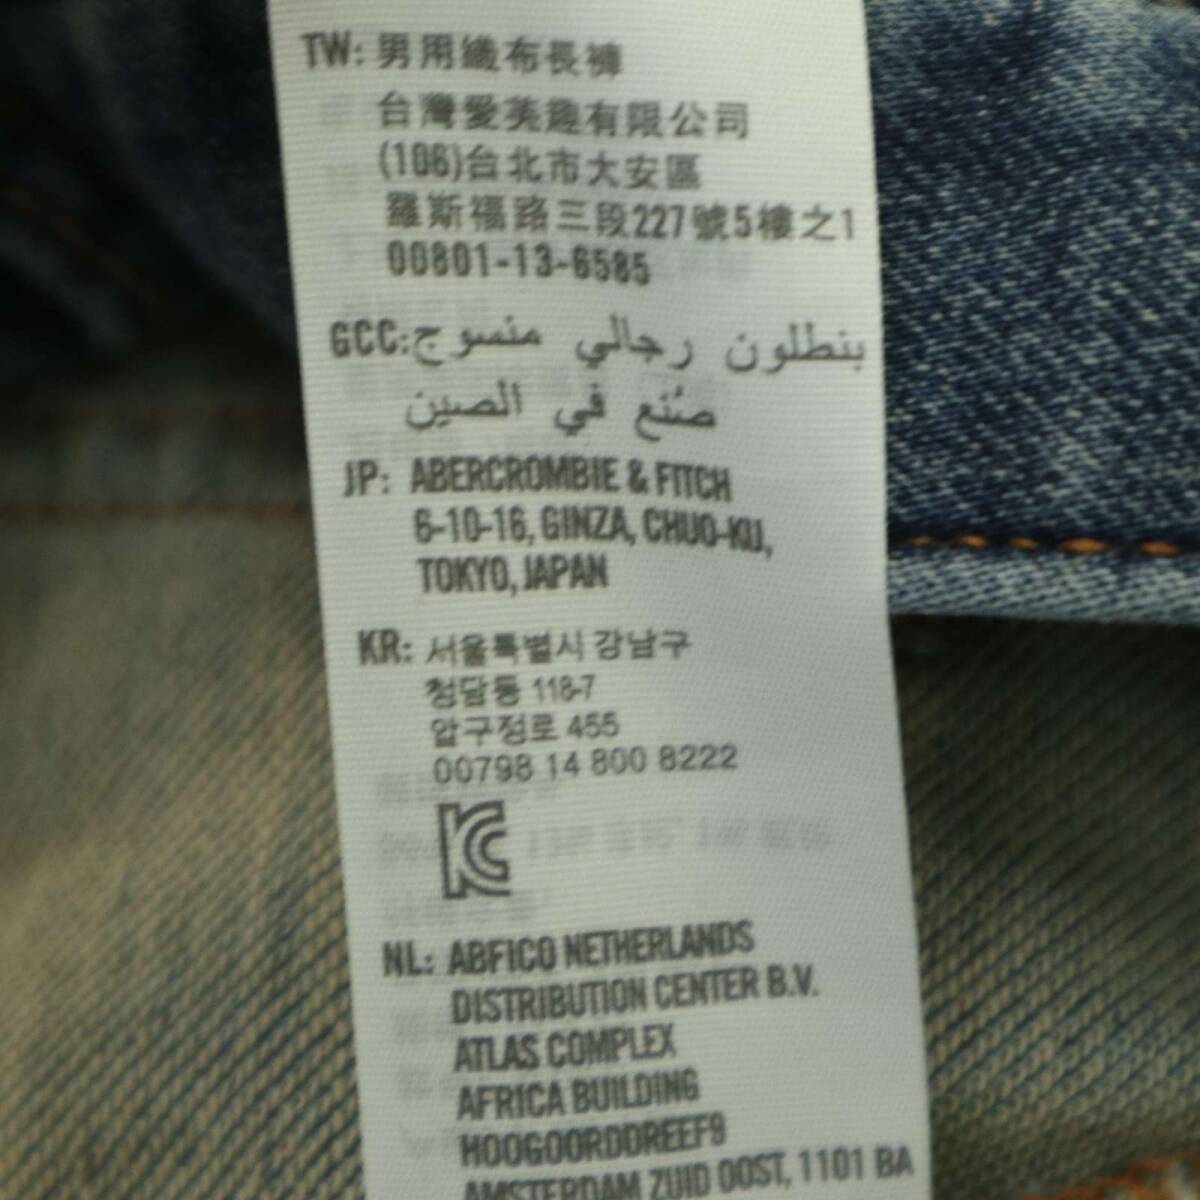 TW: 男用織布長褲
台灣愛芙趣有限公司
(106)台北市大安區
羅斯福路三段227號5樓之1
00801-13-6585
GCC: بنطلون رجالي منسوج
صُنع في الصين
JP: ABERCROMBIE & FITCH
6-10-16, GINZA, CHUO-KU,
TOKYO, JAPAN
KR: 서울특별시 강남구
청담동 118-7
압구정로 455
00798 14 800 8222
KC
NL: ABFICO NETHERLANDS
DISTRIBUTION CENTER B.V.
ATLAS COMPLEX
AFRICA BUILDING
HOOGOORDDREEF9
AMSTERDAM ZUID OOST, 1101 BA